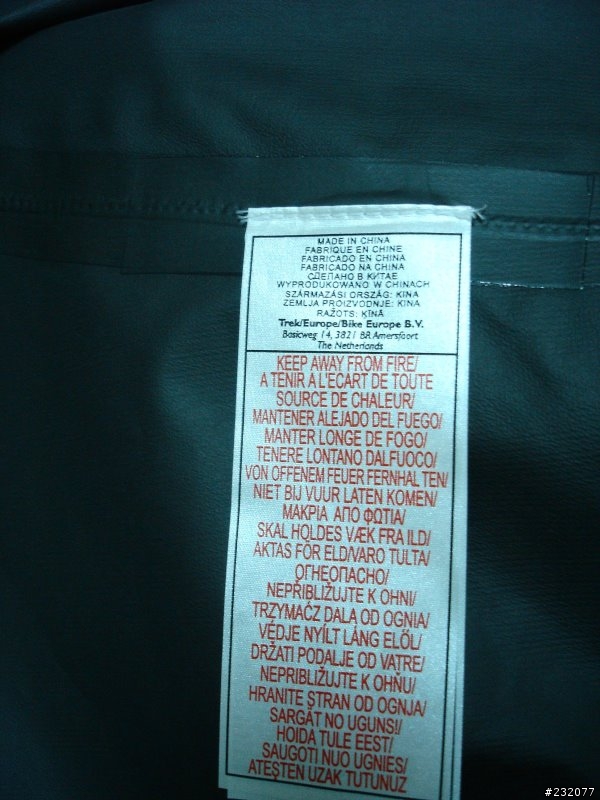 MADE IN CHINA
FABRIQUE EN CHINE
FABRICADO EN CHINA
FABRICADO NA CHINA
СДЕЛАНО В КИТАЕ
WYPRODUKOWANO W CHINACH
SZÁRMAZÁSI ORSZÁG: KÍNA
ZEMLJA PROIZVODNJE: KINA
RAŽOTS: ĶĪNĀ
Trek/Europe/Bike Europe B.V.
Basicweg 14, 3821 BR Amersfoort
The Netherlands
KEEP AWAY FROM FIRE/
A TENIR A L'ECART DE TOUTE
SOURCE DE CHALEUR/
MANTENER ALEJADO DEL FUEGO/
MANTER LONGE DE FOGO/
TENERE LONTANO DALFUOCO/
VON OFFENEM FEUER FERNHALTEN/
NIET BIJ VUUR LATEN KOMEN/
ΜΑΚΡΙΑ ΑΠΟ ΦΩΤΙΑ/
SKAL HOLDES VÆK FRA ILD/
AKTAS FÖR ELD/VARO TULTA/
ОГНЕОПАСНО/
NEPŘIBLIŽUJTE K OHNI/
TRZYMAĆZ DALA OD OGNIA/
VÉDJE NYÍLT LÁNG ELŐL/
DRŽATI PODALJE OD VATRE/
NEPRIBLIŽUJTE K OHŇU/
HRANITE STRAN OD OGNJA/
SARGĀT NO UGUNS!/
HOIDA TULE EEST/
SAUGOTI NUO UGNIES/
ATEŞTEN UZAK TUTUNUZ
#232077